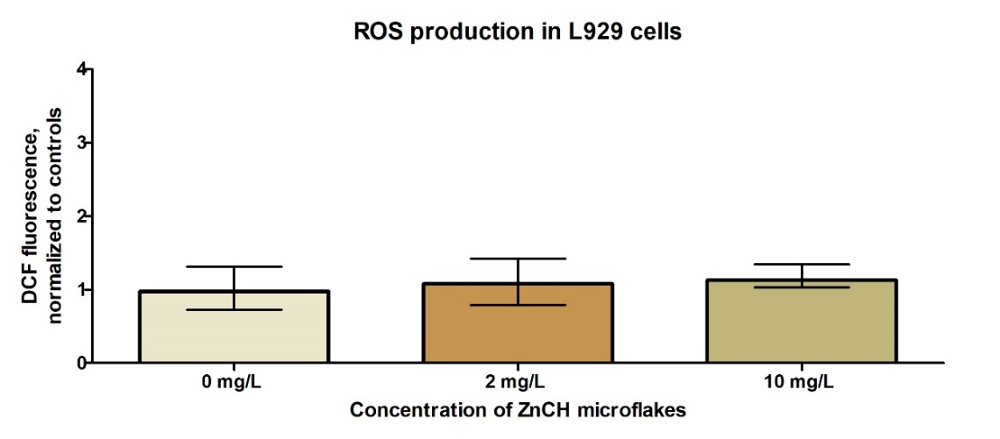 ROS production in L929 cells
DCF fluorescence,
normalized to controls
4
3
2
1
0
0 mg/L
2 mg/L
10 mg/L
Concentration of ZnCH microflakes